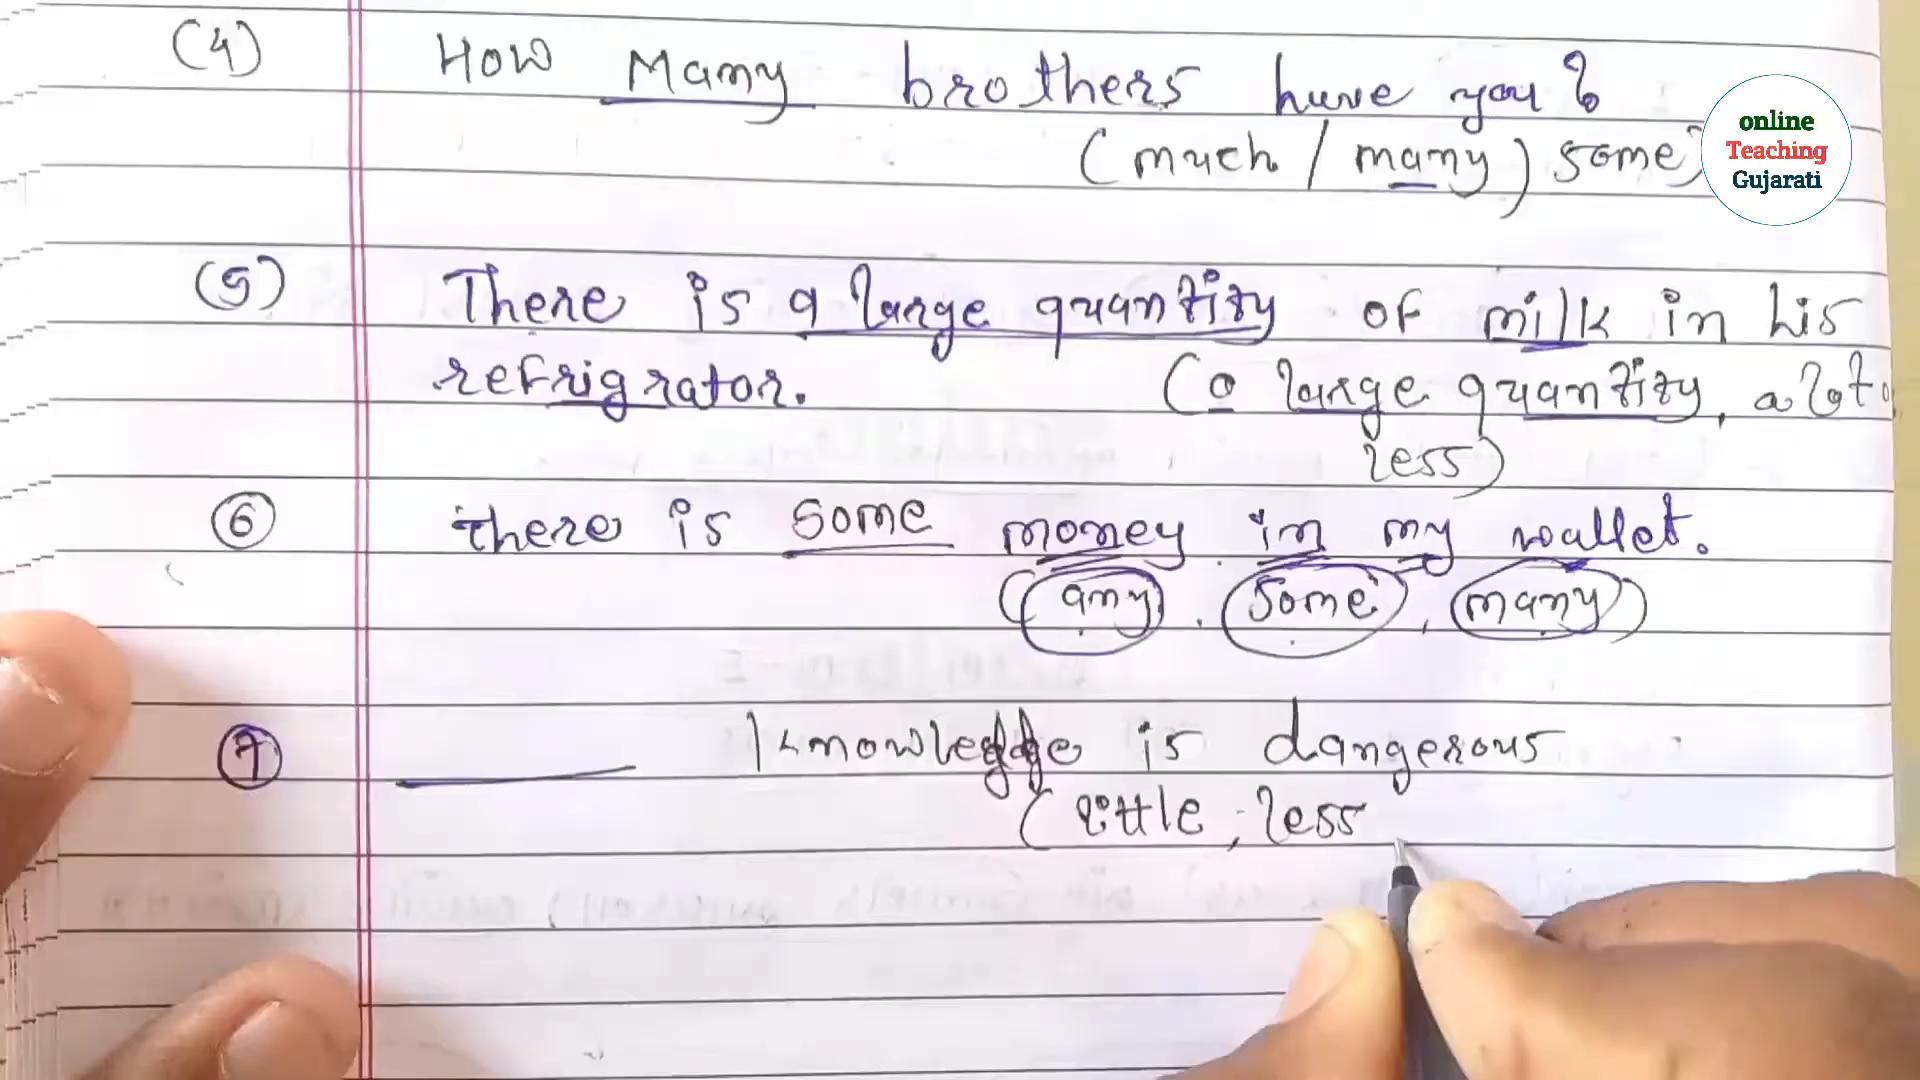 (4) How Many brothers have you?
(much / many) some)
online
Teaching
Gujarati
(5) There is a large quantity of milk in his
refrigrator. (a large quantity, a lot o
less)
(6) there is some money in my wallet.
(any, some, many)
(7) ______ Knowledge is dangerous
(little, less